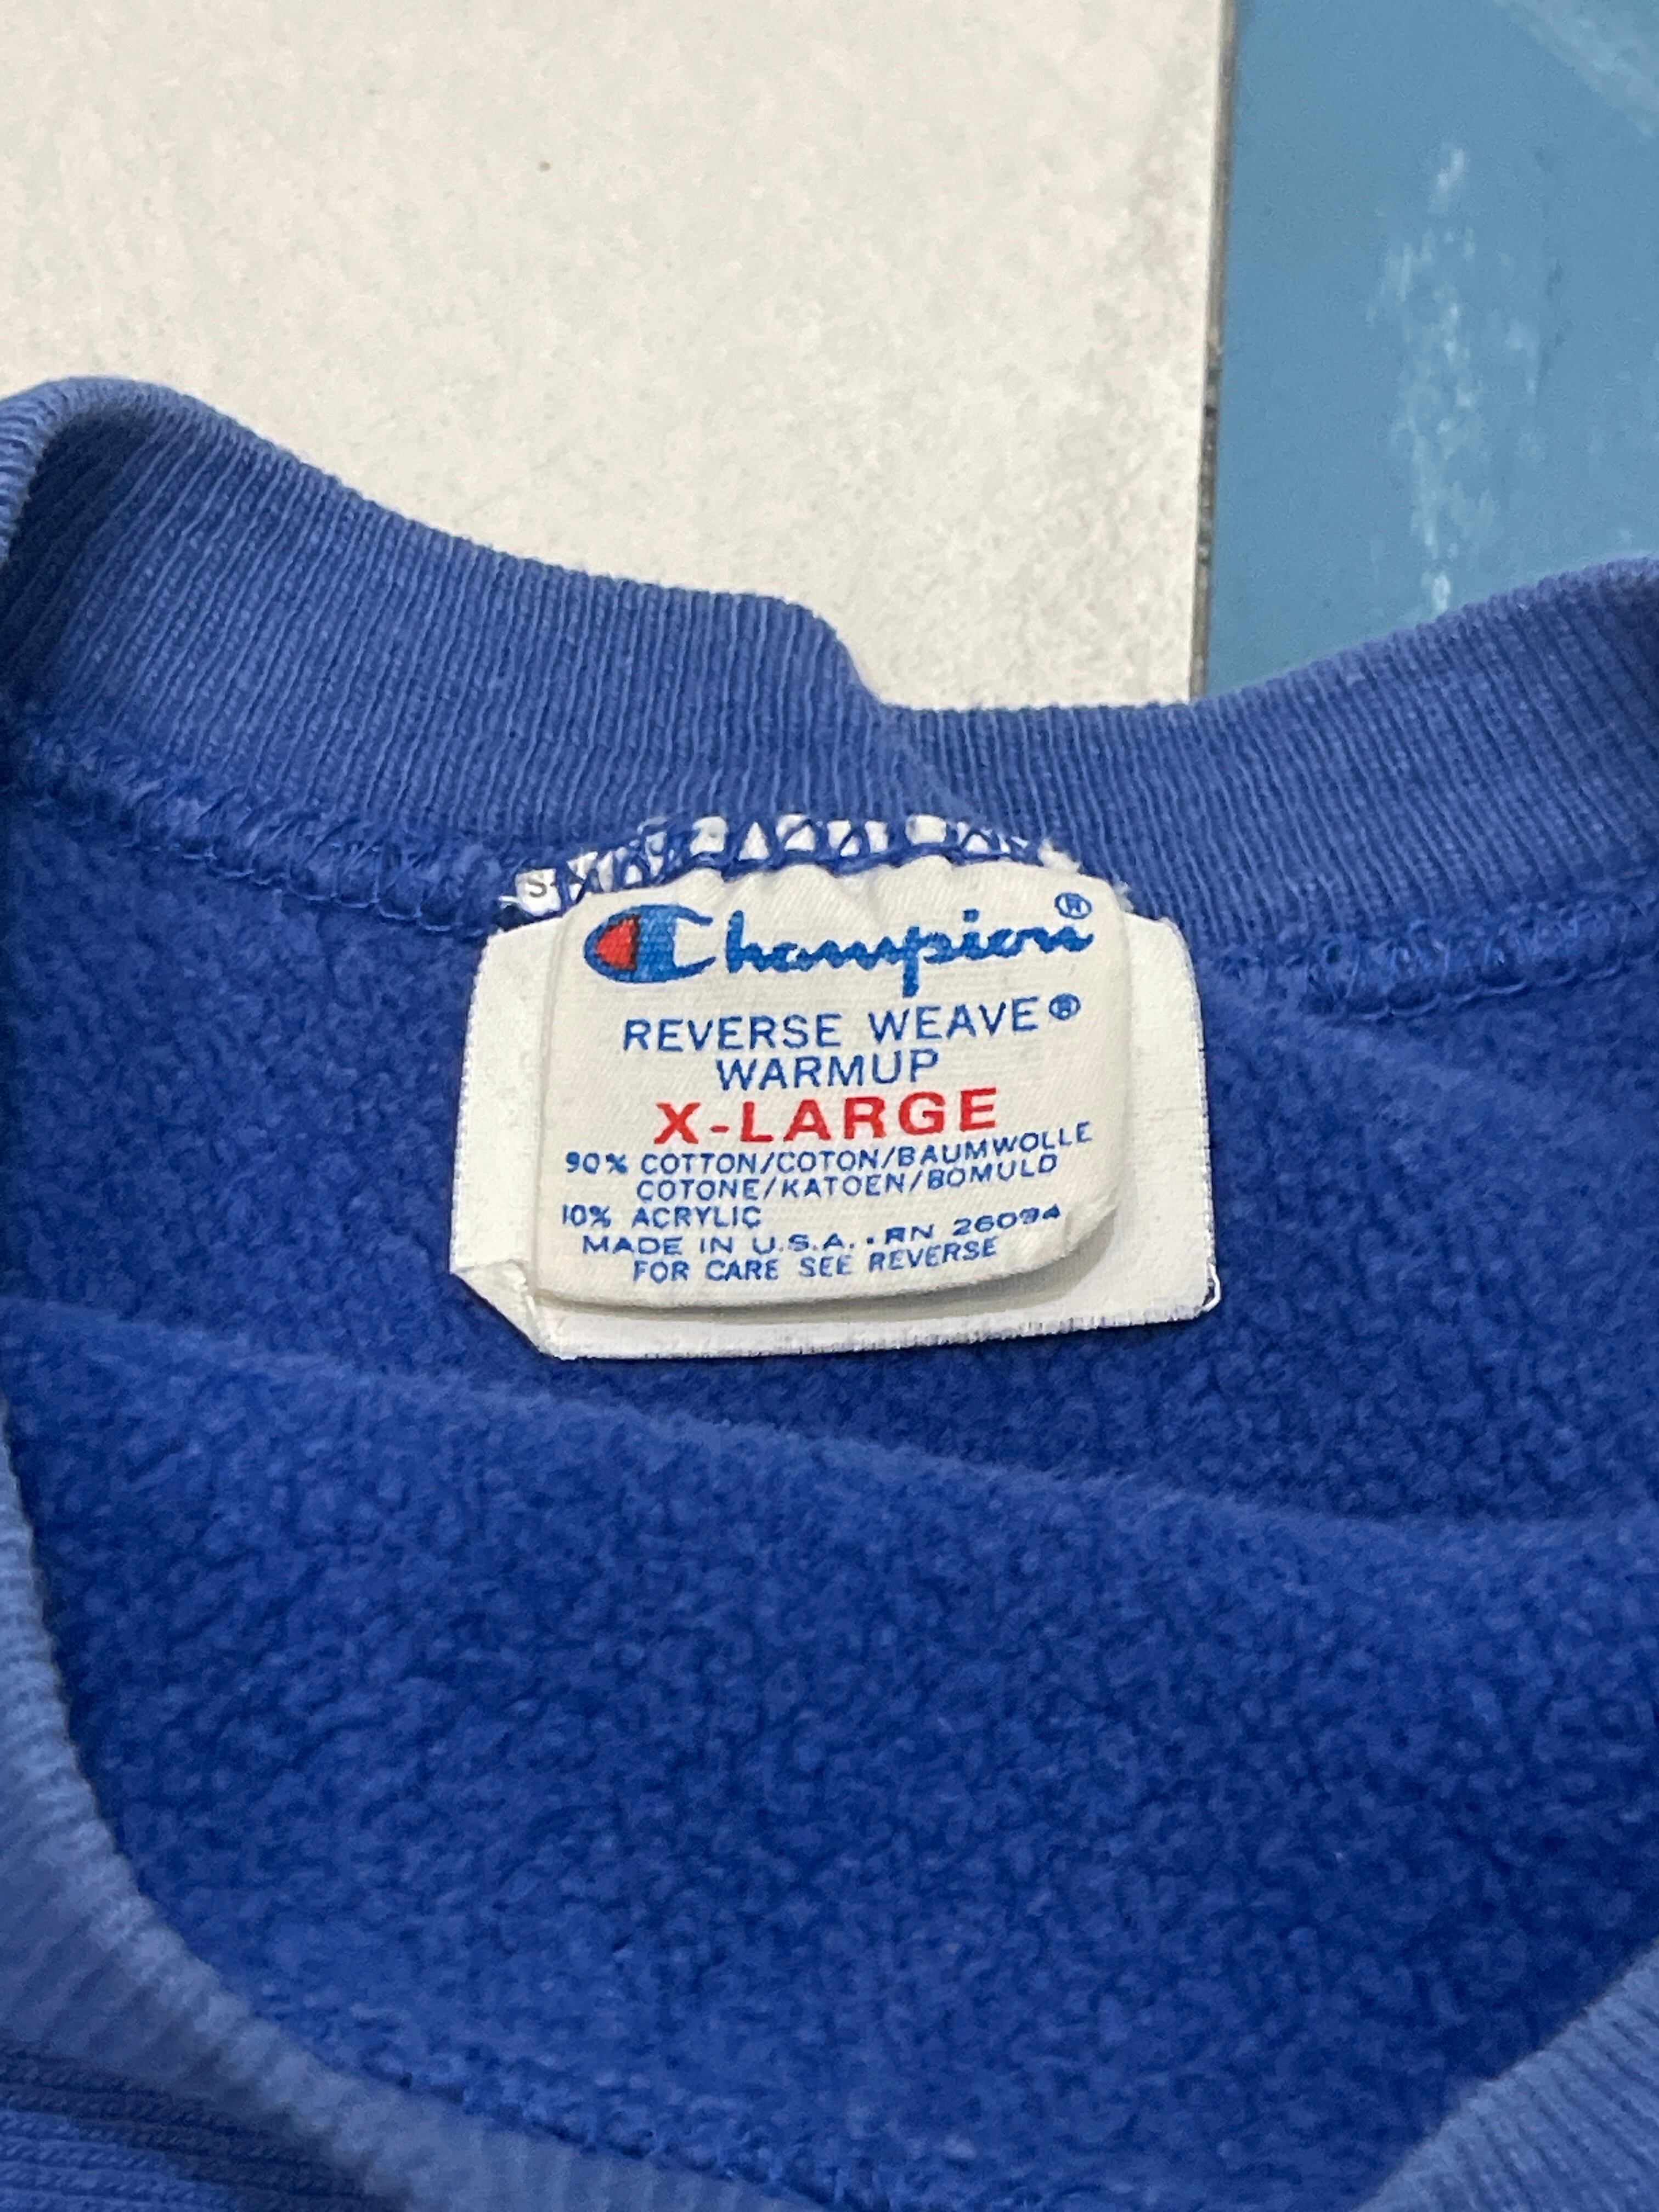 S
Champion®
REVERSE WEAVE®
WARMUP
X-LARGE
90% COTTON/COTON/BAUMWOLLE
COTONE/KATOEN/BOMULD
10% ACRYLIC
MADE IN U.S.A. • RN 26094
FOR CARE SEE REVERSE